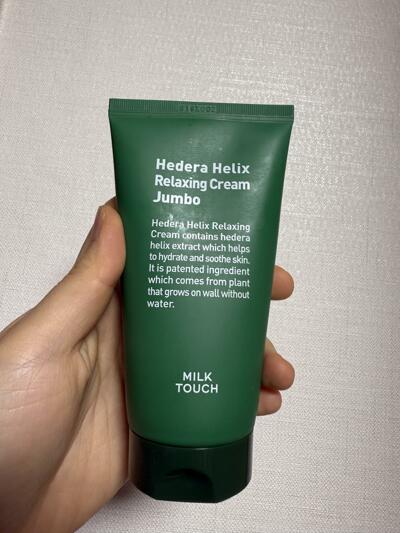 Hedera Helix
Relaxing Cream
Jumbo
Hedera Helix Relaxing
Cream contains hedera
helix extract which helps
to hydrate and soothe skin.
It is patented ingredient
which comes from plant
that grows on wall without
water.
MILK
TOUCH